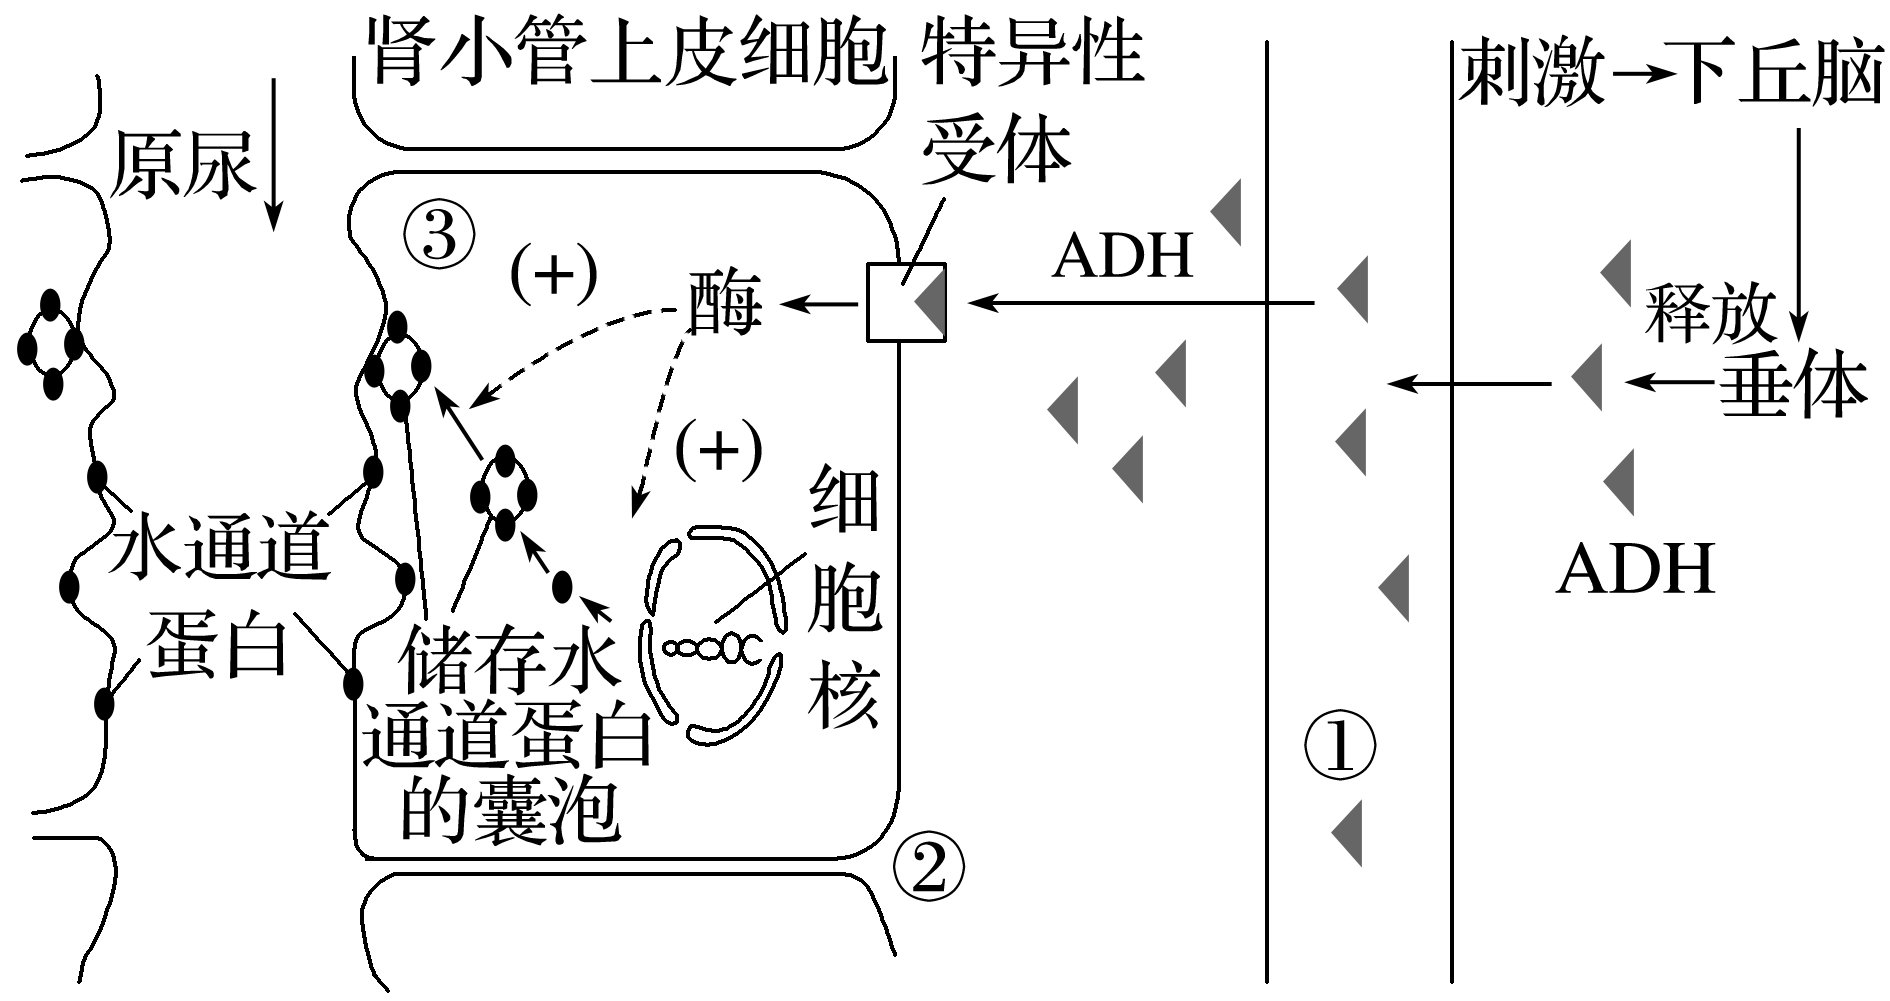 肾小管上皮细胞
特异性
受体
刺激
下丘脑
原尿
③
(+)
酶
ADH
释放
垂体
(+)
细
胞
核
水通道
蛋白
ADH
储存水
通道蛋白
的囊泡
①
②